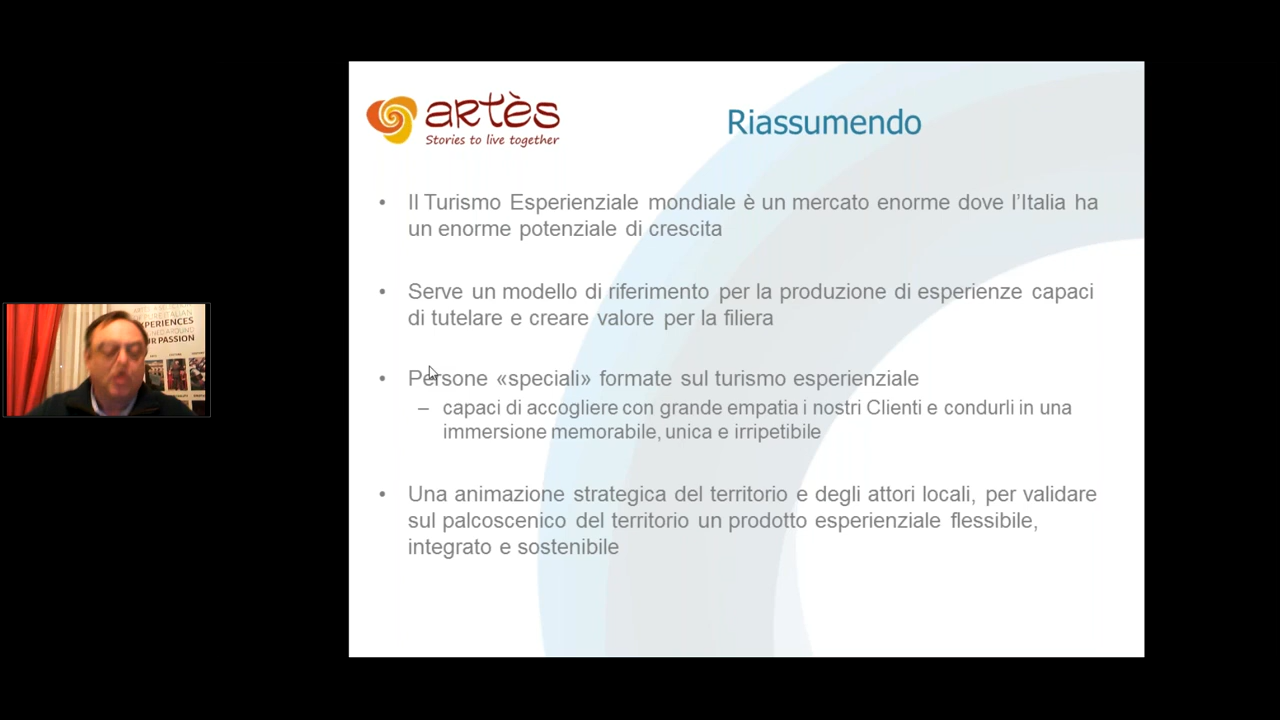 artès
Stories to live together
Riassumendo
• Il Turismo Esperienziale mondiale è un mercato enorme dove l’Italia ha
un enorme potenziale di crescita
• Serve un modello di riferimento per la produzione di esperienze capaci
di tutelare e creare valore per la filiera
• Persone «speciali» formate sul turismo esperienziale
– capaci di accogliere con grande empatia i nostri Clienti e condurli in una
immersione memorabile, unica e irripetibile
• Una animazione strategica del territorio e degli attori locali, per validare
sul palcoscenico del territorio un prodotto esperienziale flessibile,
integrato e sostenibile
EXPERIENCES
PASSION